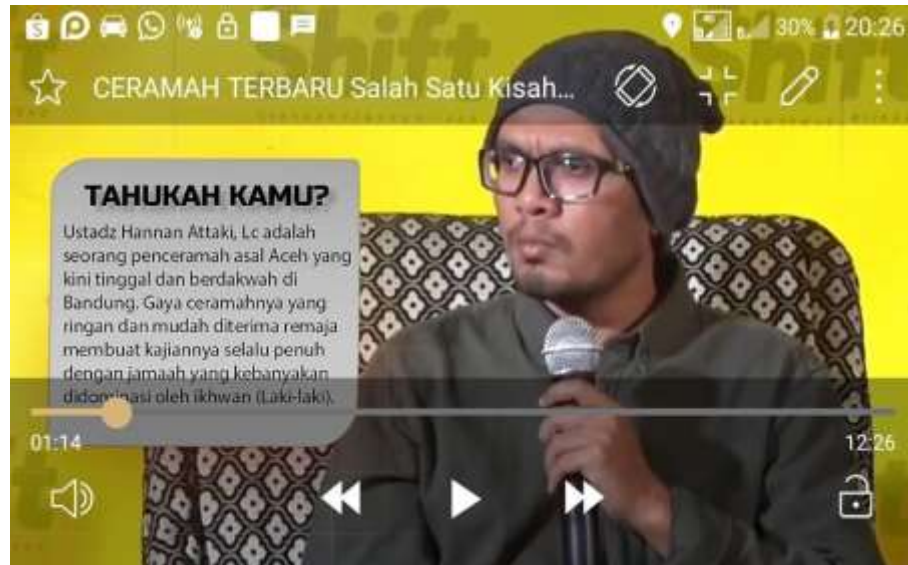 30% 20:26
CERAMAH TERBARU Salah Satu Kisah...
shift
TAHUKAH KAMU?
Ustadz Hannan Attaki, Lc adalah
seorang penceramah asal Aceh yang
kini tinggal dan berdakwah di
Bandung. Gaya ceramahnya yang
ringan dan mudah diterima remaja
membuat kajiannya selalu penuh
dengan jamaah yang kebanyakan
didominasi oleh ikhwan (Laki-laki).
01:14
12:26